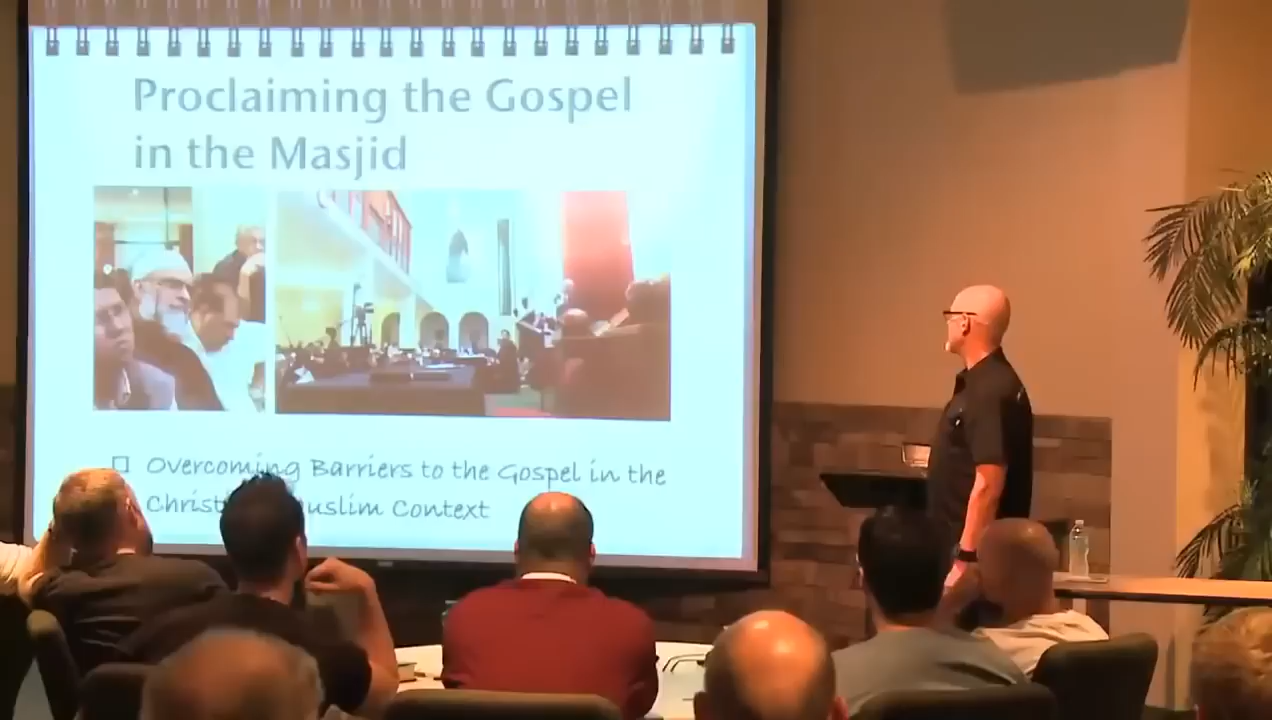 Proclaiming the Gospel
in the Masjid
Overcoming Barriers to the Gospel in the
Context